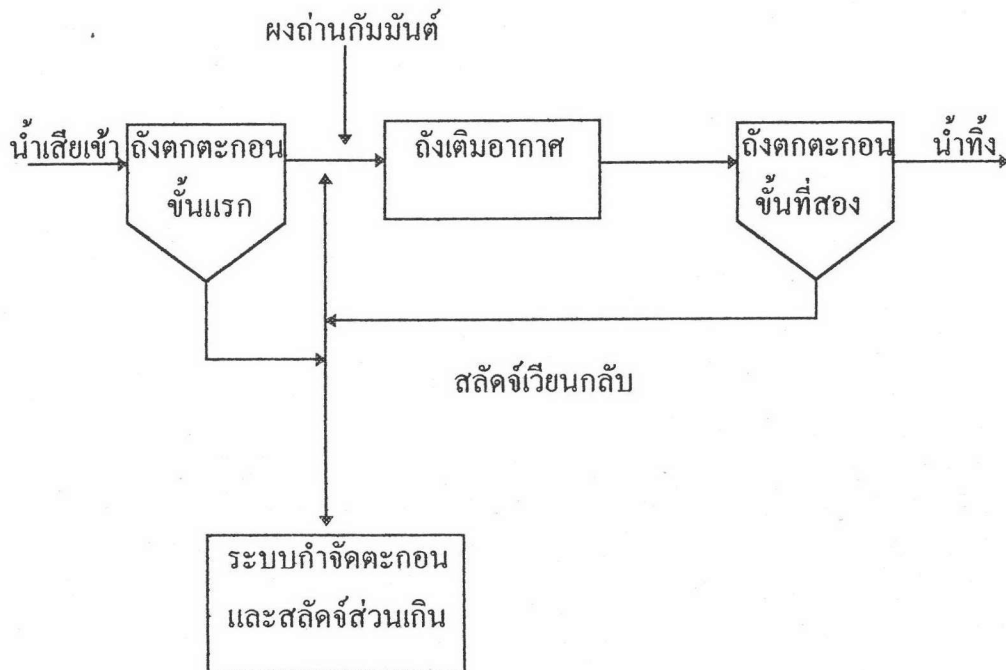 ผงถ่านกัมมันต์
น้ำเสียเข้า
ถังตกตะกอน
ขั้นแรก
ถังเติมอากาศ
ถังตกตะกอน
ขั้นที่สอง
น้ำทิ้ง
สลัดจ์เวียนกลับ
ระบบกำจัดตะกอน
และสลัดจ์ส่วนเกิน